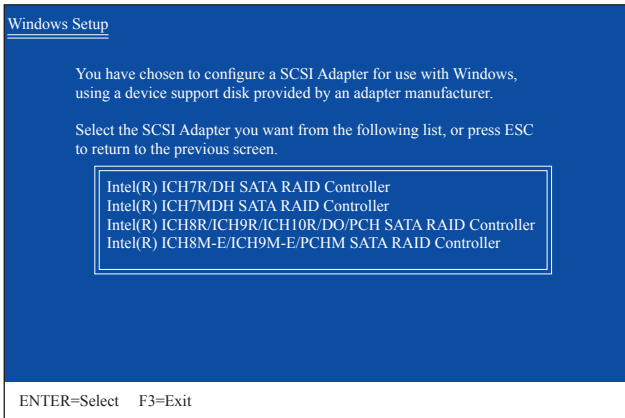 Windows Setup
You have chosen to configure a SCSI Adapter for use with Windows,
using a device support disk provided by an adapter manufacturer.
Select the SCSI Adapter you want from the following list, or press ESC
to return to the previous screen.
Intel(R) ICH7R/DH SATA RAID Controller
Intel(R) ICH7MDH SATA RAID Controller
Intel(R) ICH8R/ICH9R/ICH10R/DO/PCH SATA RAID Controller
Intel(R) ICH8M-E/ICH9M-E/PCHM SATA RAID Controller
ENTER=Select F3=Exit